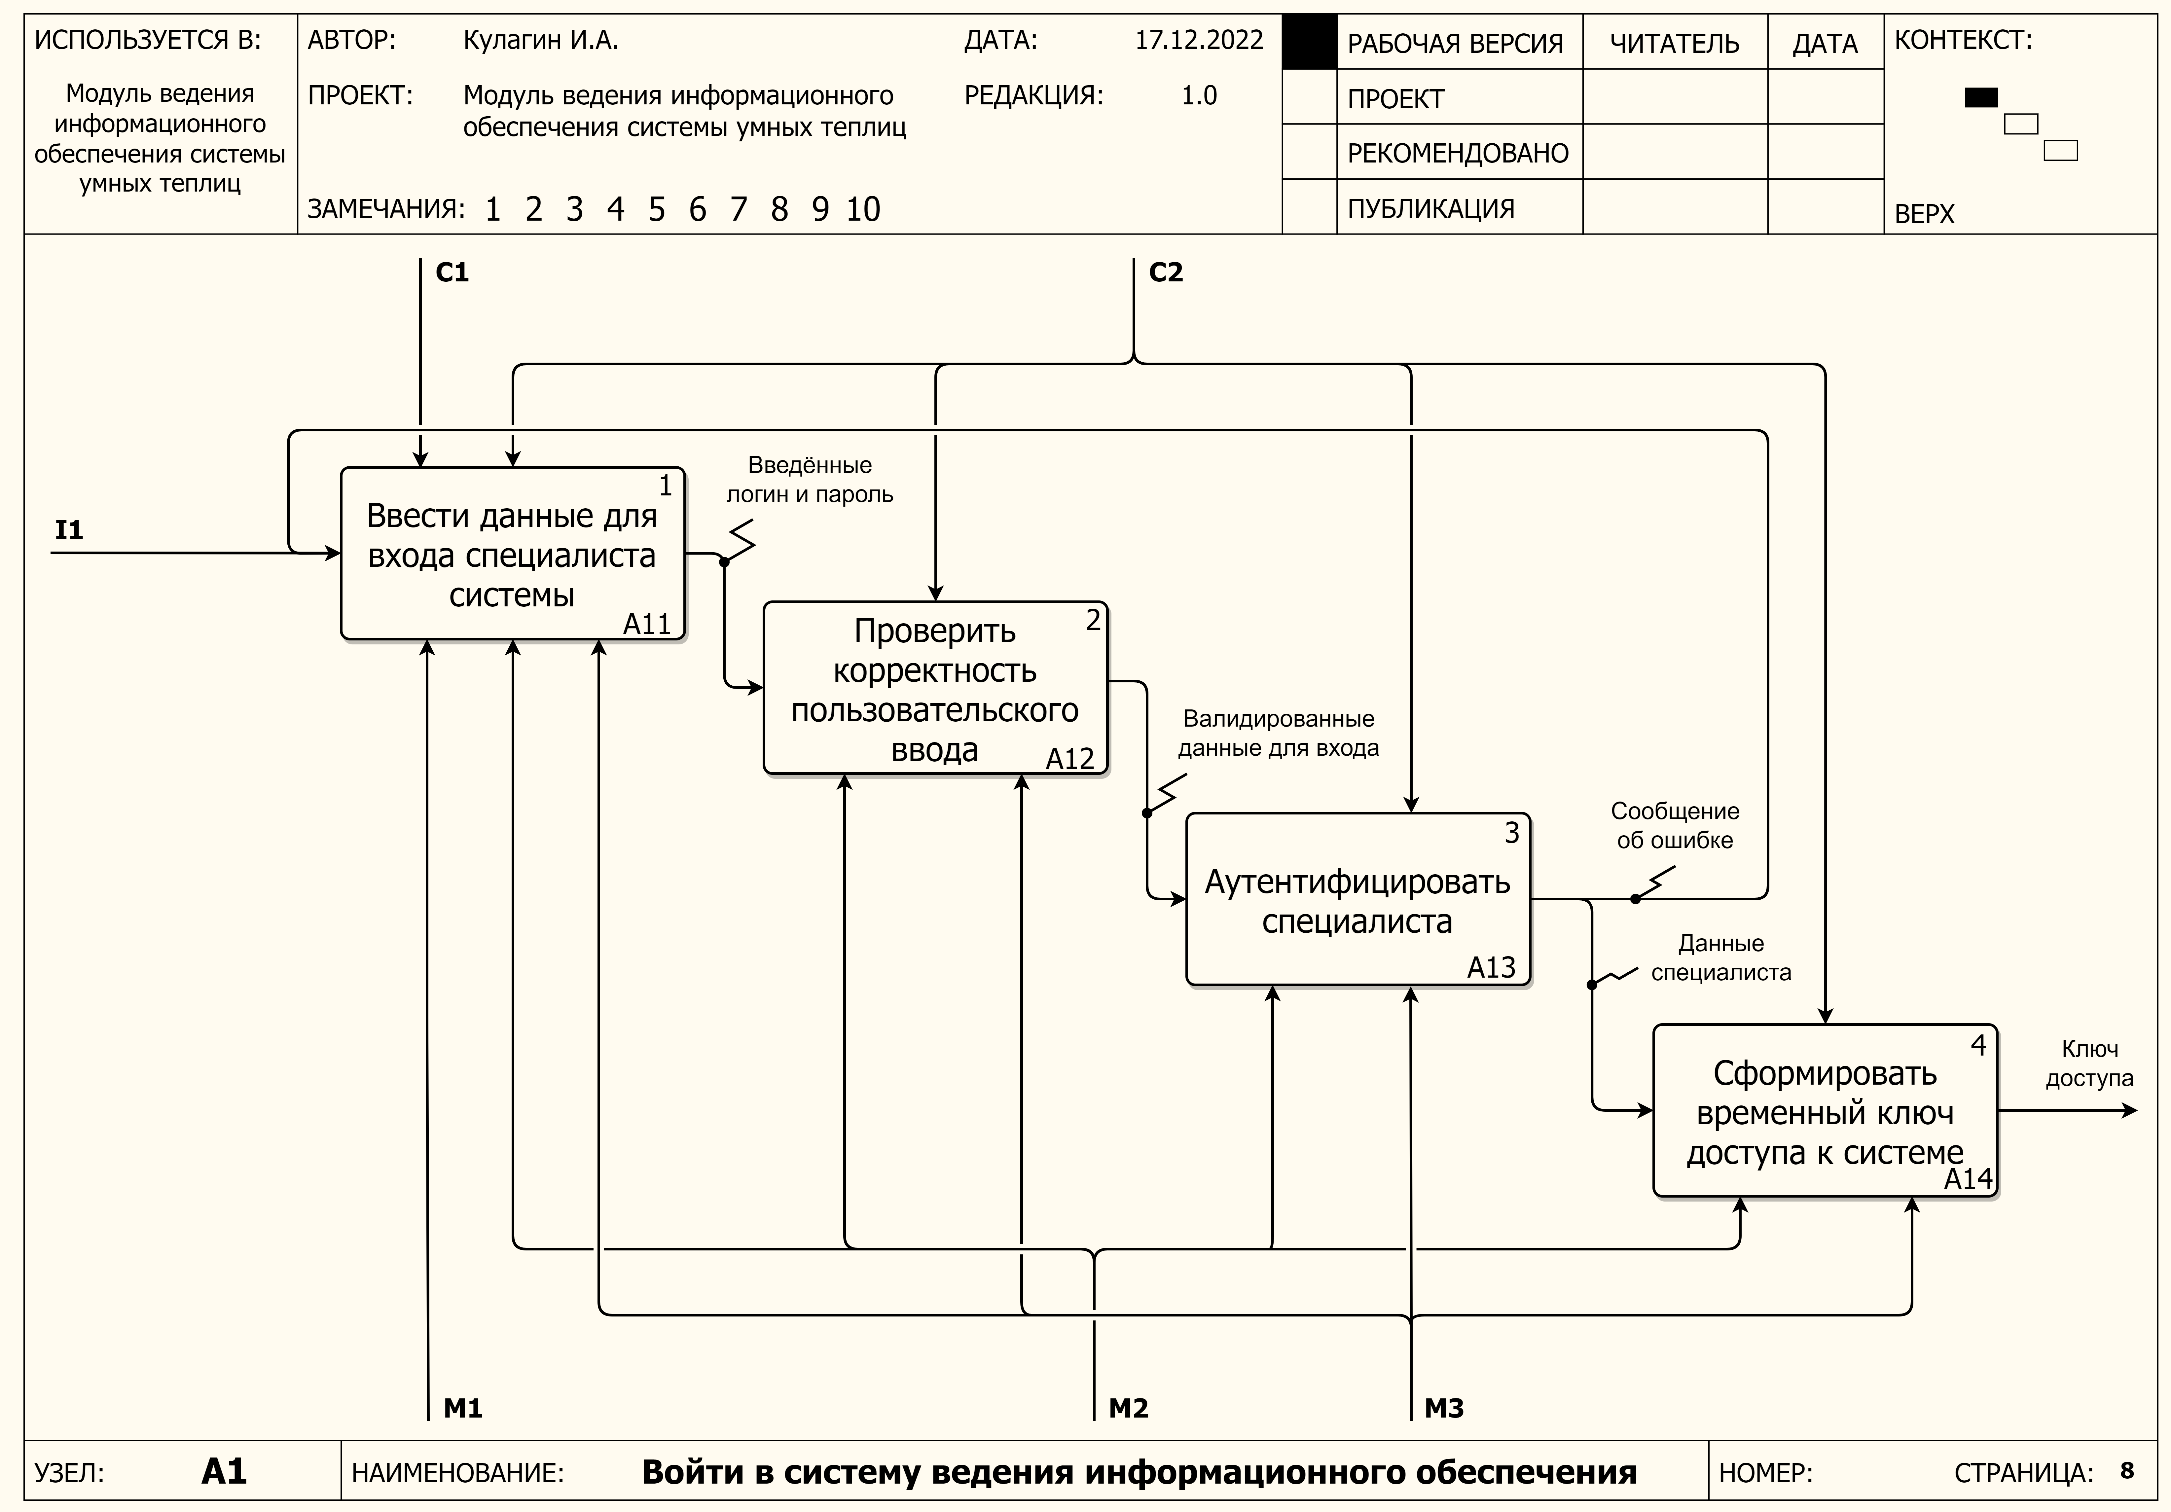 ИСПОЛЬЗУЕТСЯ В:
Модуль ведения
информационного
обеспечения системы
умных теплиц
АВТОР: Кулагин И.А.
ДАТА: 17.12.2022
ПРОЕКТ: Модуль ведения информационного
обеспечения системы умных теплиц
РЕДАКЦИЯ: 1.0
ЗАМЕЧАНИЯ: 1 2 3 4 5 6 7 8 9 10
РАБОЧАЯ ВЕРСИЯ
ЧИТАТЕЛЬ
ДАТА
ПРОЕКТ
РЕКОМЕНДОВАНО
ПУБЛИКАЦИЯ
КОНТЕКСТ:
ВЕРХ
C1
C2
I1
1
Ввести данные для
входа специалиста
системы
A11
Введённые
логин и пароль
2
Проверить
корректность
пользовательского
ввода
A12
Валидированные
данные для входа
3
Аутентифицировать
специалиста
A13
Сообщение
об ошибке
Данные
специалиста
4
Сформировать
временный ключ
доступа к системе
A14
Ключ
доступа
M1
M2
M3
УЗЕЛ: A1
НАИМЕНОВАНИЕ: Войти в систему ведения информационного обеспечения
НОМЕР:
СТРАНИЦА: 8